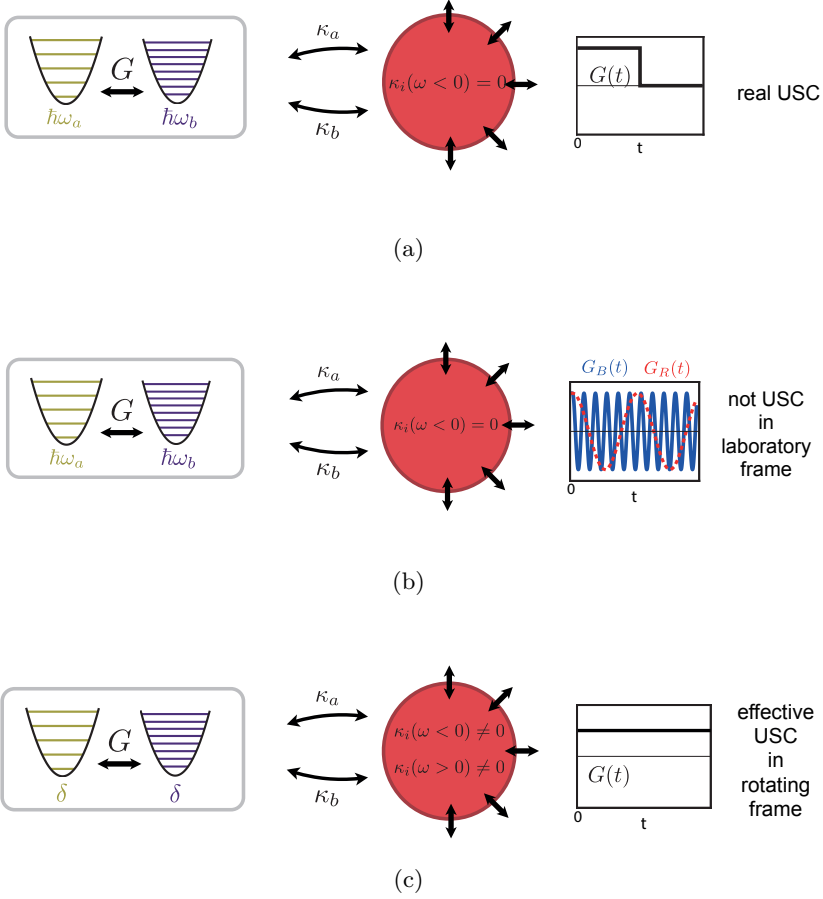 G
ħω_a
ħω_b
κ_a
κ_b
κ_i(ω < 0) = 0
G(t)
0
t
real USC
(a)
G
ħω_a
ħω_b
κ_a
κ_b
κ_i(ω < 0) = 0
G_B(t)
G_R(t)
0
t
not USC
in
laboratory
frame
(b)
G
δ
δ
κ_a
κ_b
κ_i(ω < 0) ≠ 0
κ_i(ω > 0) ≠ 0
G(t)
0
t
effective
USC
in
rotating
frame
(c)